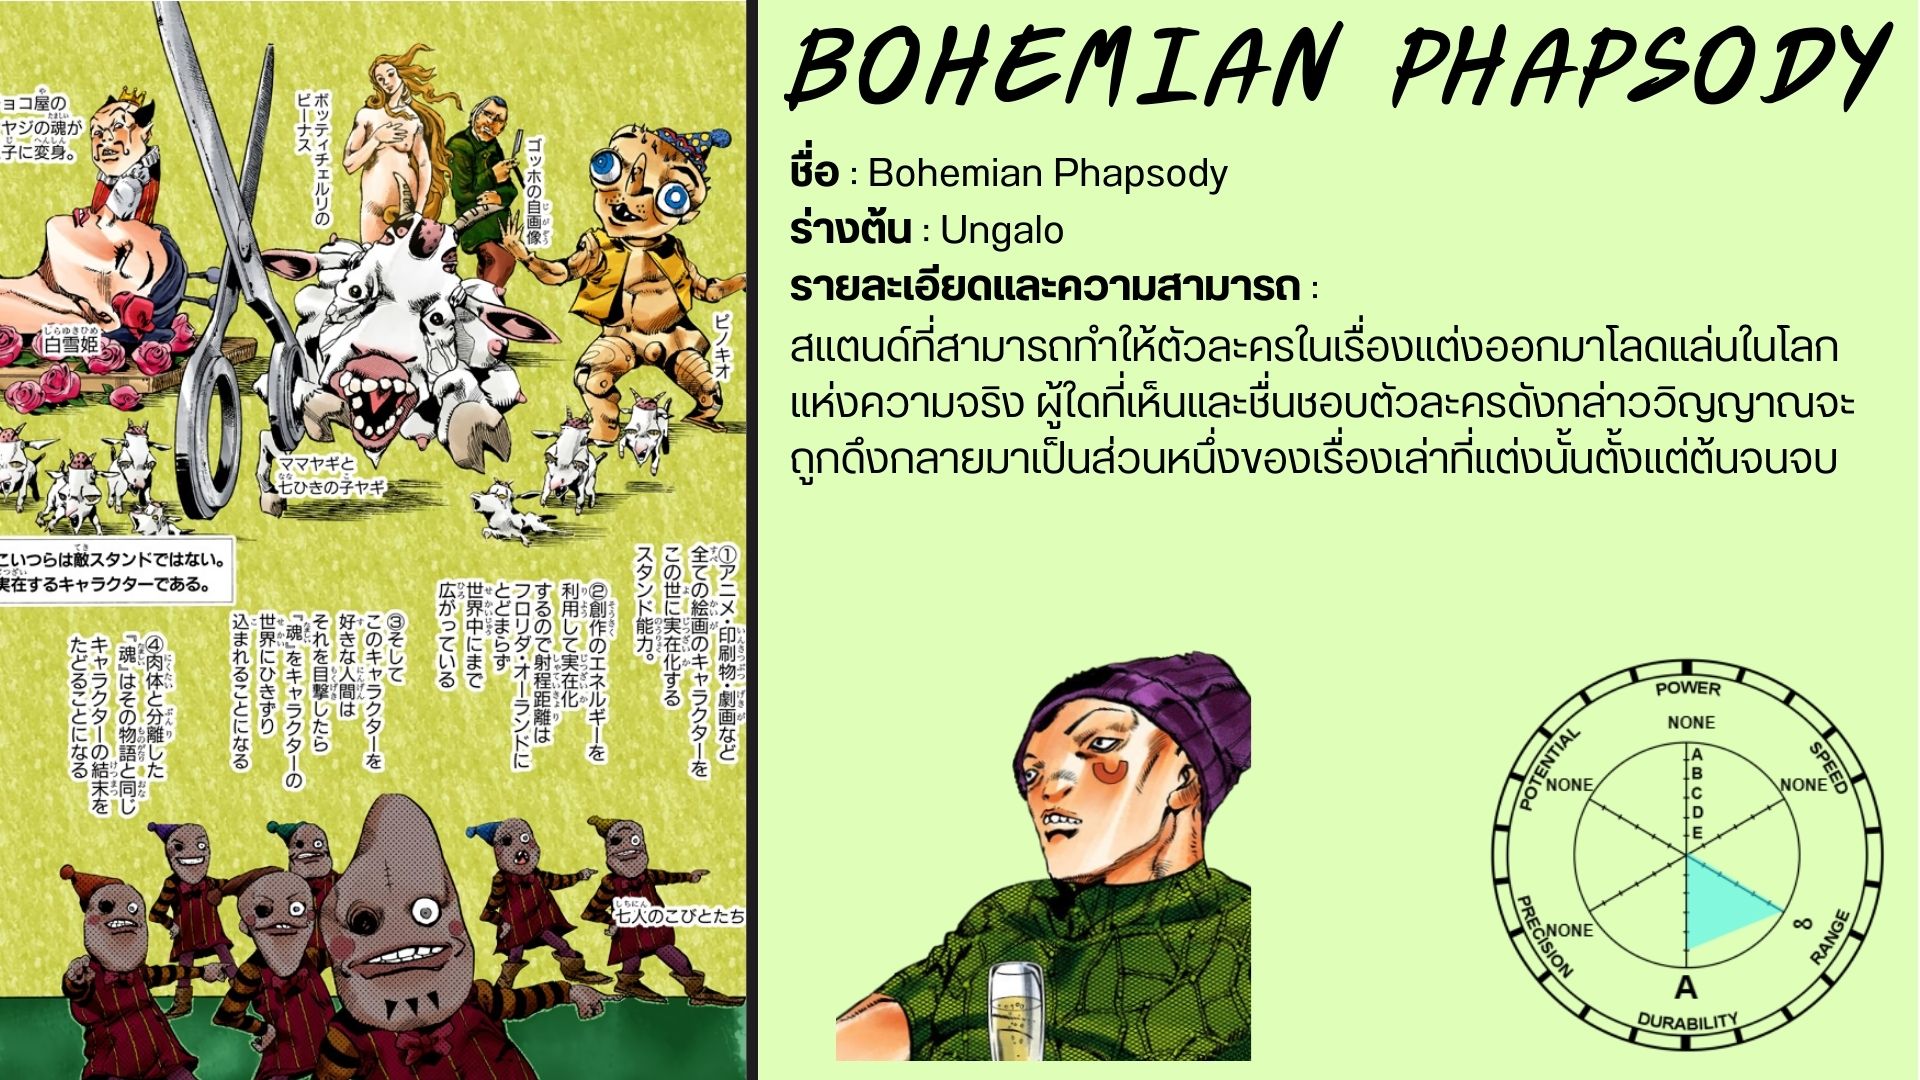 BOHEMIAN PHAPSODY
ชื่อ : Bohemian Phapsody
ร่างต้น : Ungalo
รายละเอียดและความสามารถ :
สแตนด์ที่สามารถทำให้ตัวละครในเรื่องแต่งออกมาโลดแล่นในโลก
แห่งความจริง ผู้ใดที่เห็นและชื่นชอบตัวละครดังกล่าววิญญาณจะ
ถูกดึงกลายมาเป็นส่วนหนึ่งของเรื่องเล่าที่แต่งนั้นตั้งแต่ต้นจนจบ
ョコ屋の
ヤジの魂が
子に変身。
ボッティチェルリの
ビーナス
ゴッホの自画像
ピノキオ
白雪姫
ママヤギと
七ひきの子ヤギ
こいつらは敵スタンドではない。
実在するキャラクターである。
①アニメ・印刷物・劇画など
全ての絵画のキャラクターを
この世に実在化する
スタンド能力。
②創作のエネルギーを
利用して実在化
するので射程距離は
フロリダ・オーランドに
とどまらず
世界中にまで
広がっている
③そして
このキャラクターを
好きな人間は
それを目撃したら
『魂』をキャラクターの
世界にひきずり
込まれることになる
④肉体と分離した
『魂』はその物語と同じ
キャラクターの結末を
たどることになる
七人のこびとたち
POWER
NONE
SPEED
NONE
RANGE
∞
DURABILITY
A
PRECISION
NONE
POTENTIAL
NONE
A
B
C
D
E